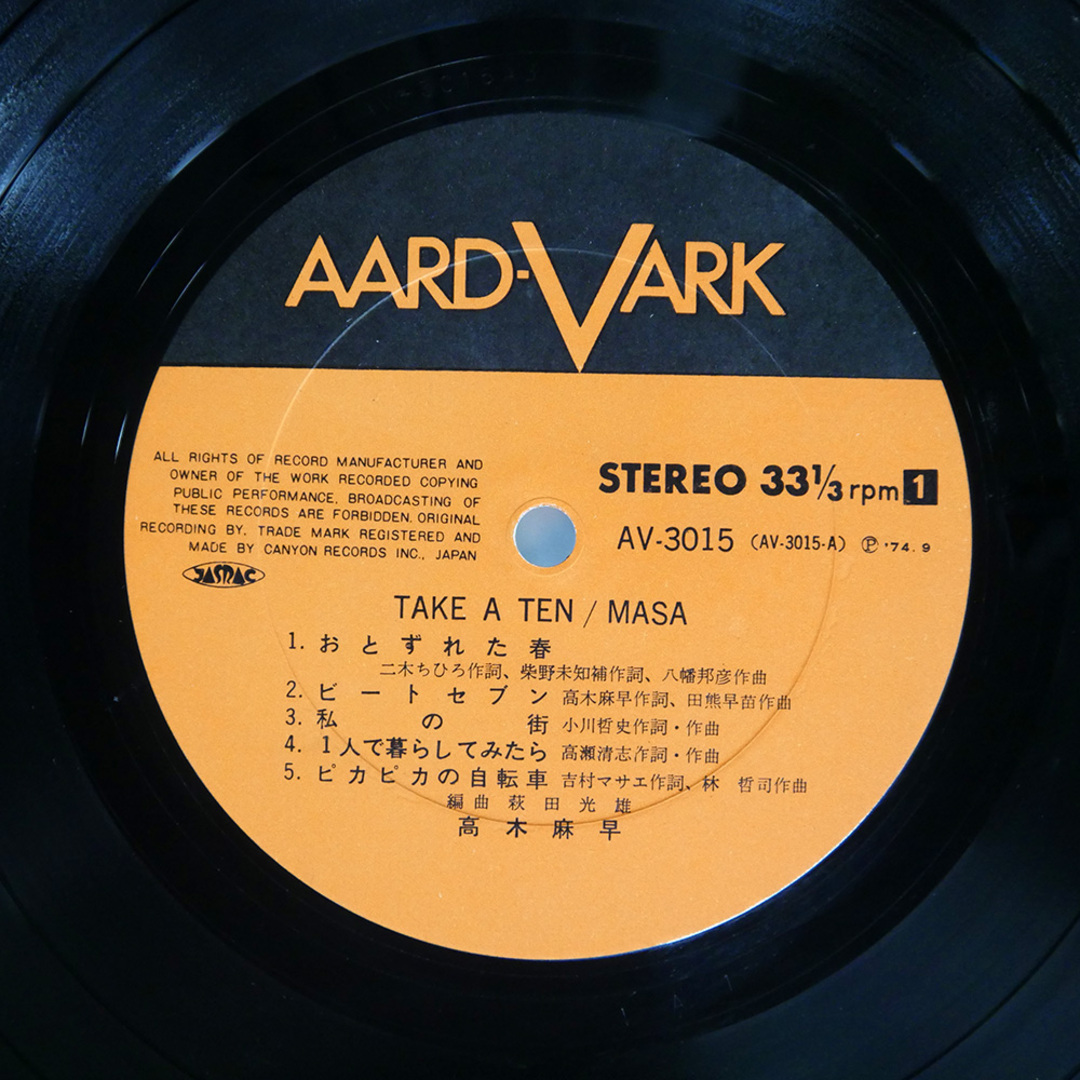 AARD-VARK
ALL RIGHTS OF RECORD MANUFACTURER AND
OWNER OF THE WORK RECORDED COPYING
PUBLIC PERFORMANCE, BROADCASTING OF
THESE RECORDS ARE FORBIDDEN. ORIGINAL
RECORDING BY, TRADE MARK REGISTERED AND
MADE BY CANYON RECORDS INC., JAPAN
JASRAC
STEREO 33⅓ rpm 1
AV-3015 (AV-3015-A) Ⓟ '74. 9
TAKE A TEN / MASA
1. おとずれた春
二木ちひろ作詞、柴野未知補作詞、八幡邦彦作曲
2. ビートセブン 高木麻早作詞、田熊早苗作曲
3. 私の街 小川哲史作詞・作曲
4. 1人で暮らしてみたら 高瀬清志作詞・作曲
5. ピカピカの自転車 吉村マサエ作詞、林 哲司作曲
編曲 萩田光雄
高木麻早